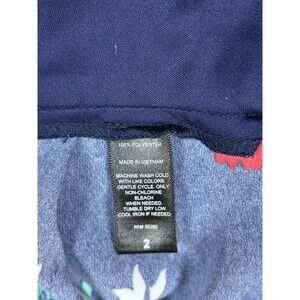 100% POLYESTER
MADE IN VIETNAM
MACHINE WASH COLD
WITH LIKE COLORS.
GENTLE CYCLE. ONLY
NON-CHLORINE
BLEACH
WHEN NEEDED.
TUMBLE DRY LOW.
COOL IRON IF NEEDED.
RN# 55285
2